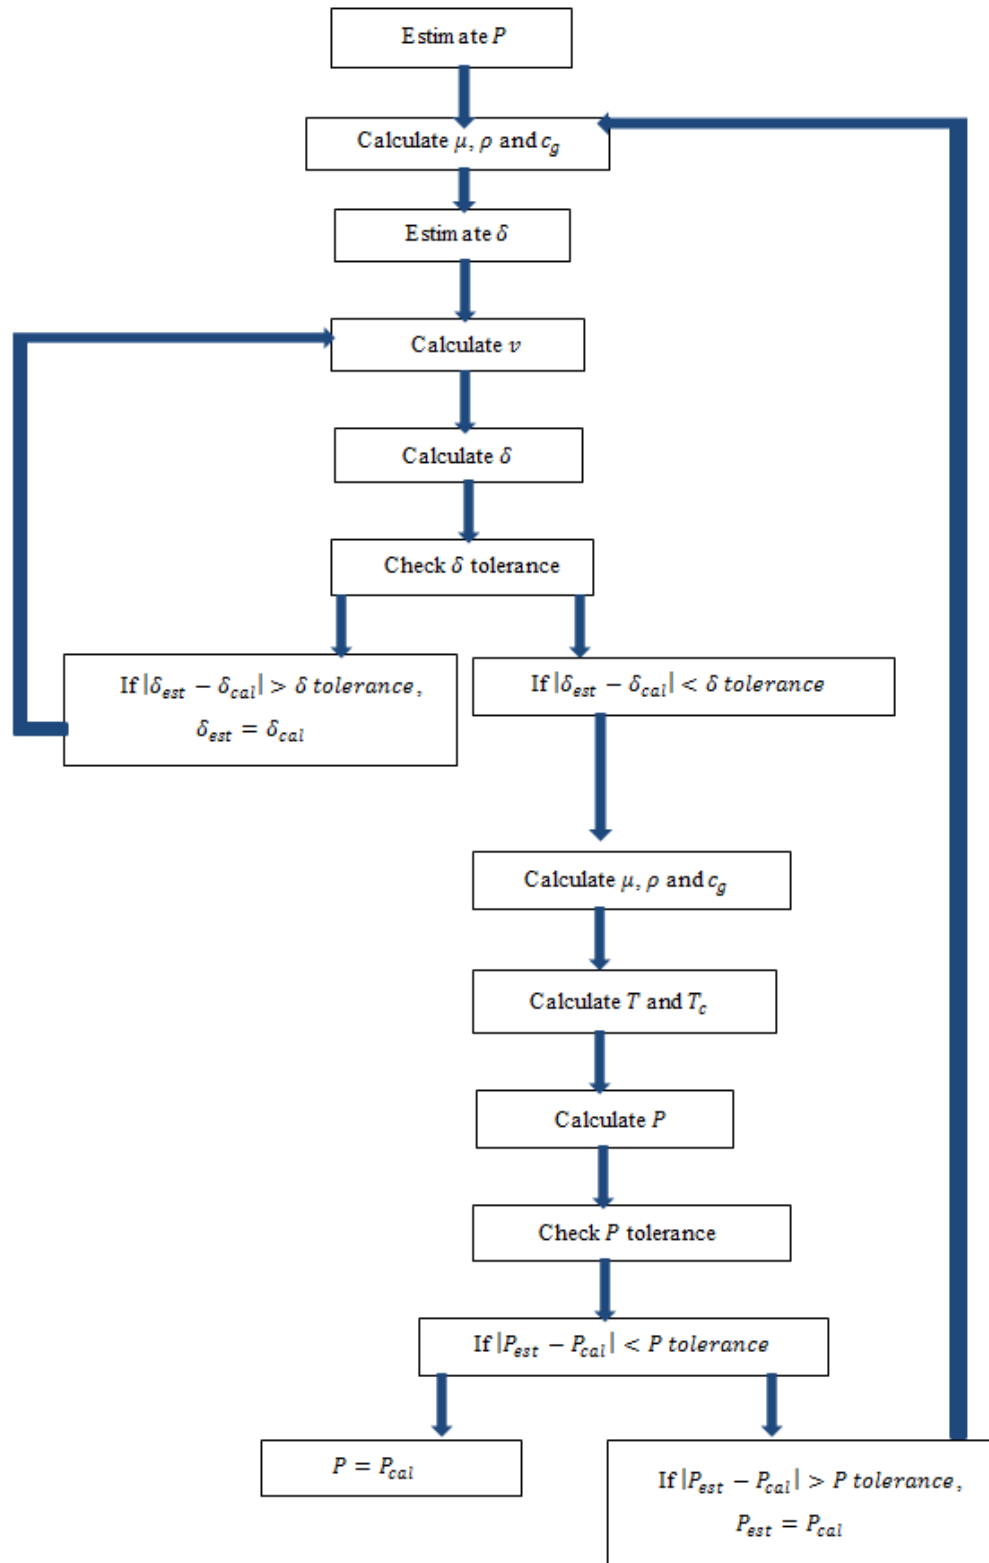 Estimate P
Calculate μ, ρ and c_g
Estimate δ
Calculate v
Calculate δ
Check δ tolerance
If |δ_est − δ_cal| > δ tolerance,
δ_est = δ_cal
If |δ_est − δ_cal| < δ tolerance
Calculate μ, ρ and c_g
Calculate T and T_c
Calculate P
Check P tolerance
If |P_est − P_cal| < P tolerance
P = P_cal
If |P_est − P_cal| > P tolerance,
P_est = P_cal